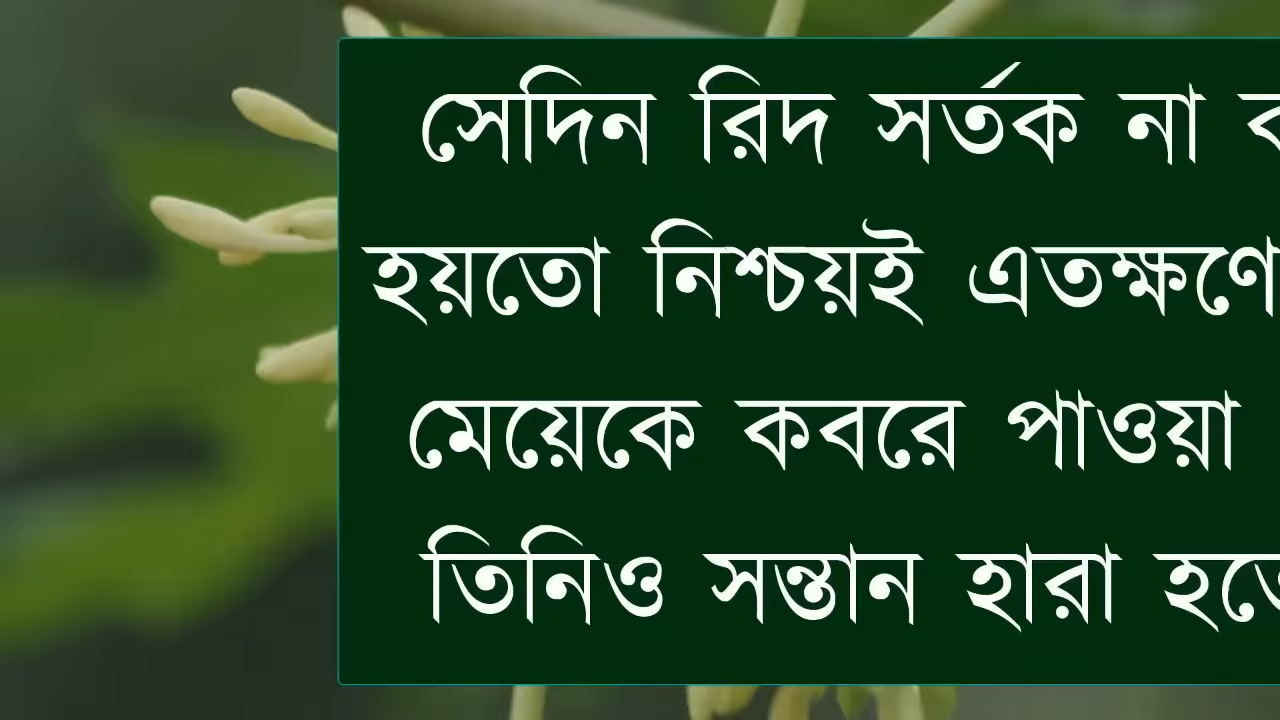 সেদিন রিদ সর্তক না
হয়তো নিশ্চয়ই এতক্ষণে
মেয়েকে কবরে পাওয়া
তিনিও সন্তান হারা